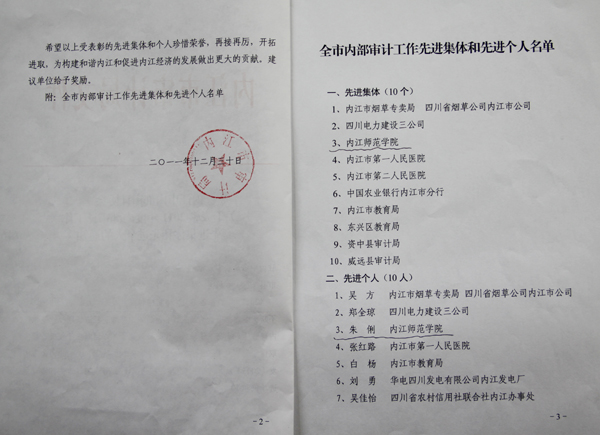 希望以上受表彰的先进集体和个人珍惜荣誉，再接再厉，开拓
进取，为构建和谐内江和促进内江经济的发展做出更大的贡献。建
议单位给予奖励。
附：全市内部审计工作先进集体和先进个人名单
二〇一一年十二月三十日
内江市审计局
-2-
全市内部审计工作先进集体和先进个人名单
一、先进集体（10个）
1、内江市烟草专卖局 四川省烟草公司内江市公司
2、四川电力建设三公司
3、内江师范学院
4、内江市第一人民医院
5、内江市第二人民医院
6、中国农业银行内江市分行
7、内江市教育局
8、东兴区教育局
9、资中县审计局
10、威远县审计局
二、先进个人（10人）
1、吴 方 内江市烟草专卖局 四川省烟草公司内江市公司
2、郑全琼 四川电力建设三公司
3、朱 俐 内江师范学院
4、张红路 内江市第一人民医院
5、白 杨 内江市教育局
6、刘 勇 华电四川发电有限公司内江发电厂
7、吴佳怡 四川省农村信用社联合社内江办事处
-3-